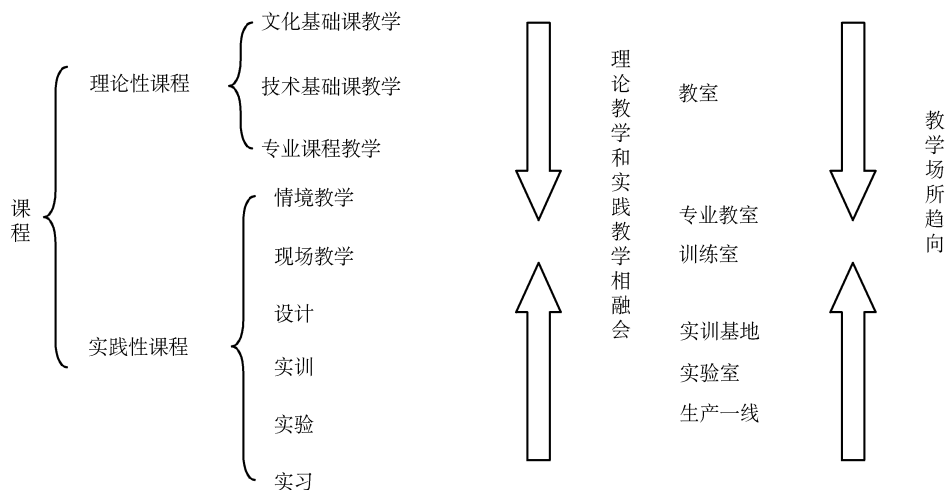 课程
理论性课程
文化基础课教学
技术基础课教学
专业课程教学
实践性课程
情境教学
现场教学
设计
实训
实验
实习
理论教学和实践教学相融会
教室
专业教室
训练室
实训基地
实验室
生产一线
教学场所趋向